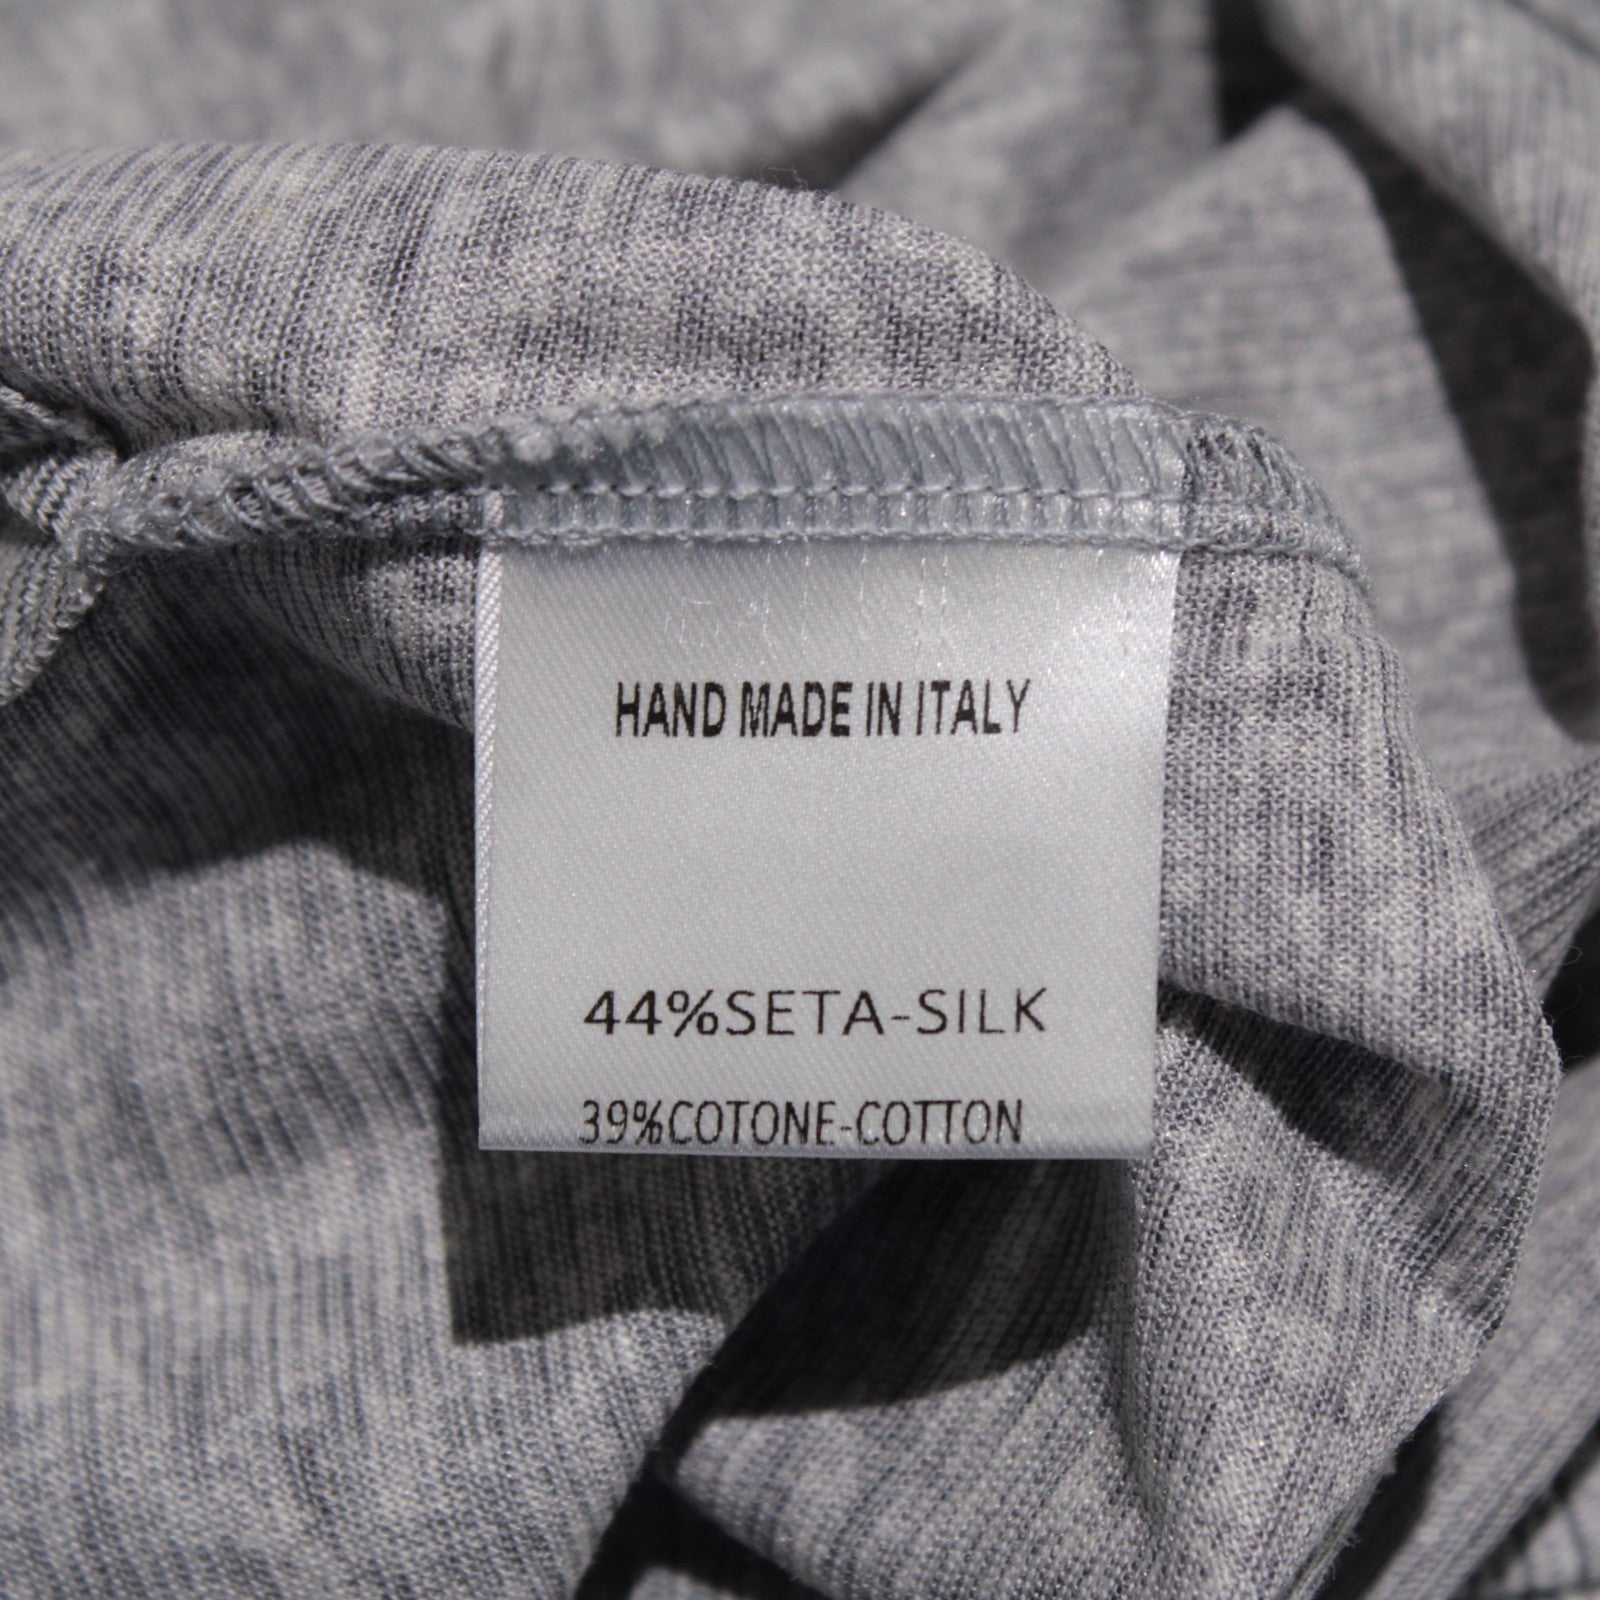 HAND MADE IN ITALY
44%SETA-SILK
39%COTONE-COTTON